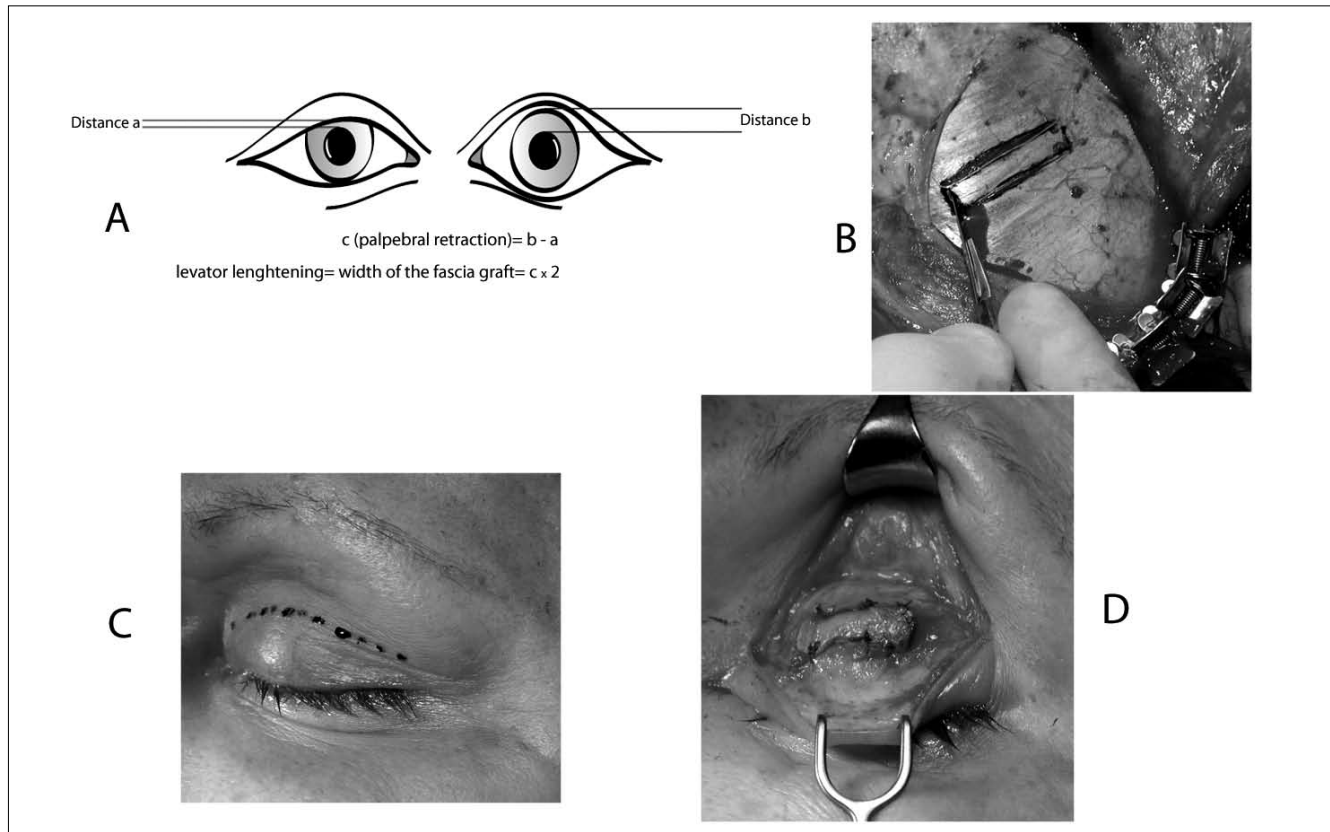 Distance a
Distance b
A
c (palpebral retraction)= b - a
levator lenghtening= width of the fascia graft= c x 2
B
C
D